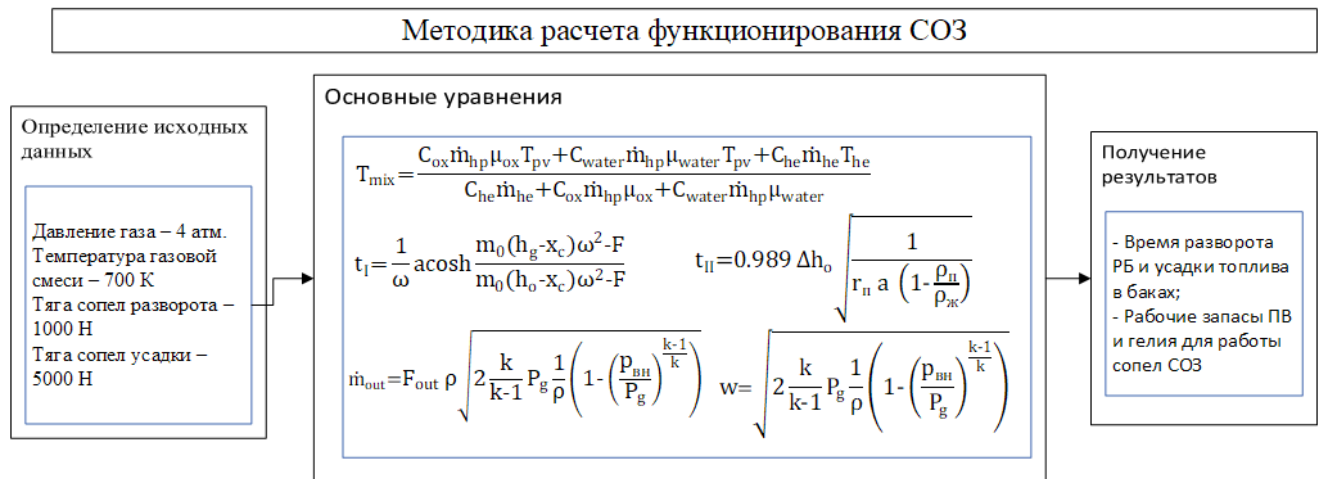 Методика расчета функционирования СОЗ
Определение исходных
данных
Давление газа – 4 атм.
Температура газовой
смеси – 700 К
Тяга сопел разворота –
1000 Н
Тяга сопел усадки –
5000 Н
Основные уравнения
T_mix = (C_ox ṁ_hp μ_ox T_pv + C_water ṁ_hp μ_water T_pv + C_he ṁ_he T_he) / (C_he ṁ_he + C_ox ṁ_hp μ_ox + C_water ṁ_hp μ_water)
t_I = (1/ω) acosh (m_0(h_g-x_c)ω²-F) / (m_0(h_o-x_c)ω²-F)
t_II = 0.989 Δh_o √(1 / (r_п a (1-ρ_п/ρ_ж)))
ṁ_out = F_out ρ √(2 (k/(k-1)) P_g (1/ρ) (1-(p_вн/P_g)^((k-1)/k)))
w = √(2 (k/(k-1)) P_g (1/ρ) (1-(p_вн/P_g)^((k-1)/k)))
Получение
результатов
- Время разворота
РБ и усадки топлива
в баках;
- Рабочие запасы ПВ
и гелия для работы
сопел СОЗ